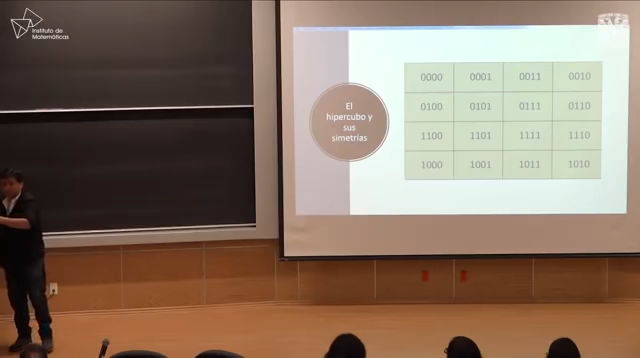 Instituto de
Matemáticas
El
hipercubo y
sus
simetrías
0000 0001 0011 0010
0100 0101 0111 0110
1100 1101 1111 1110
1000 1001 1011 1010